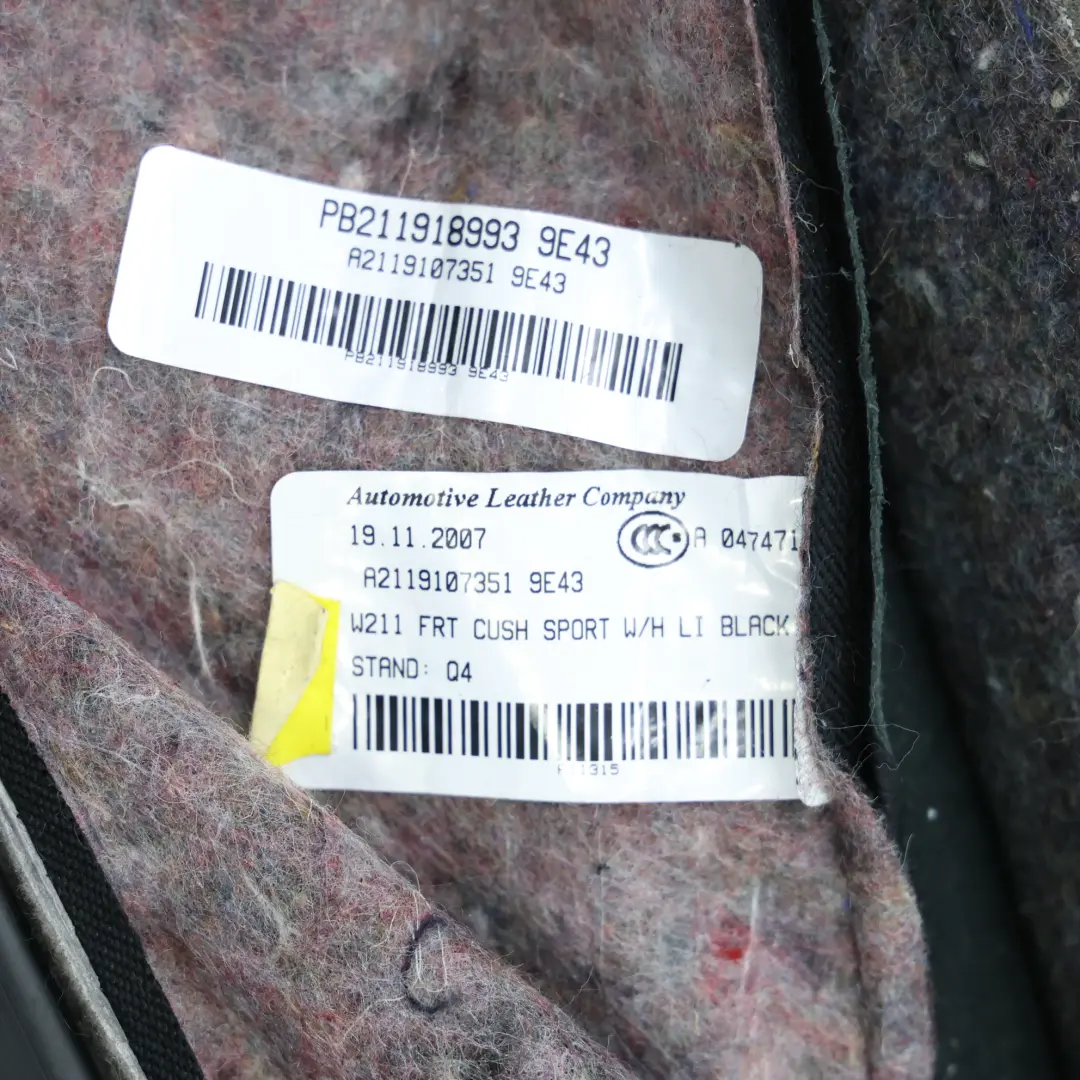 PB211918993 9E43
A2119107351 9E43
PB211918993 9E43
Automotive Leather Company
19.11.2007 CCC A 047471
A2119107351 9E43
W211 FRT CUSH SPORT W/H LI BLACK
STAND: Q4